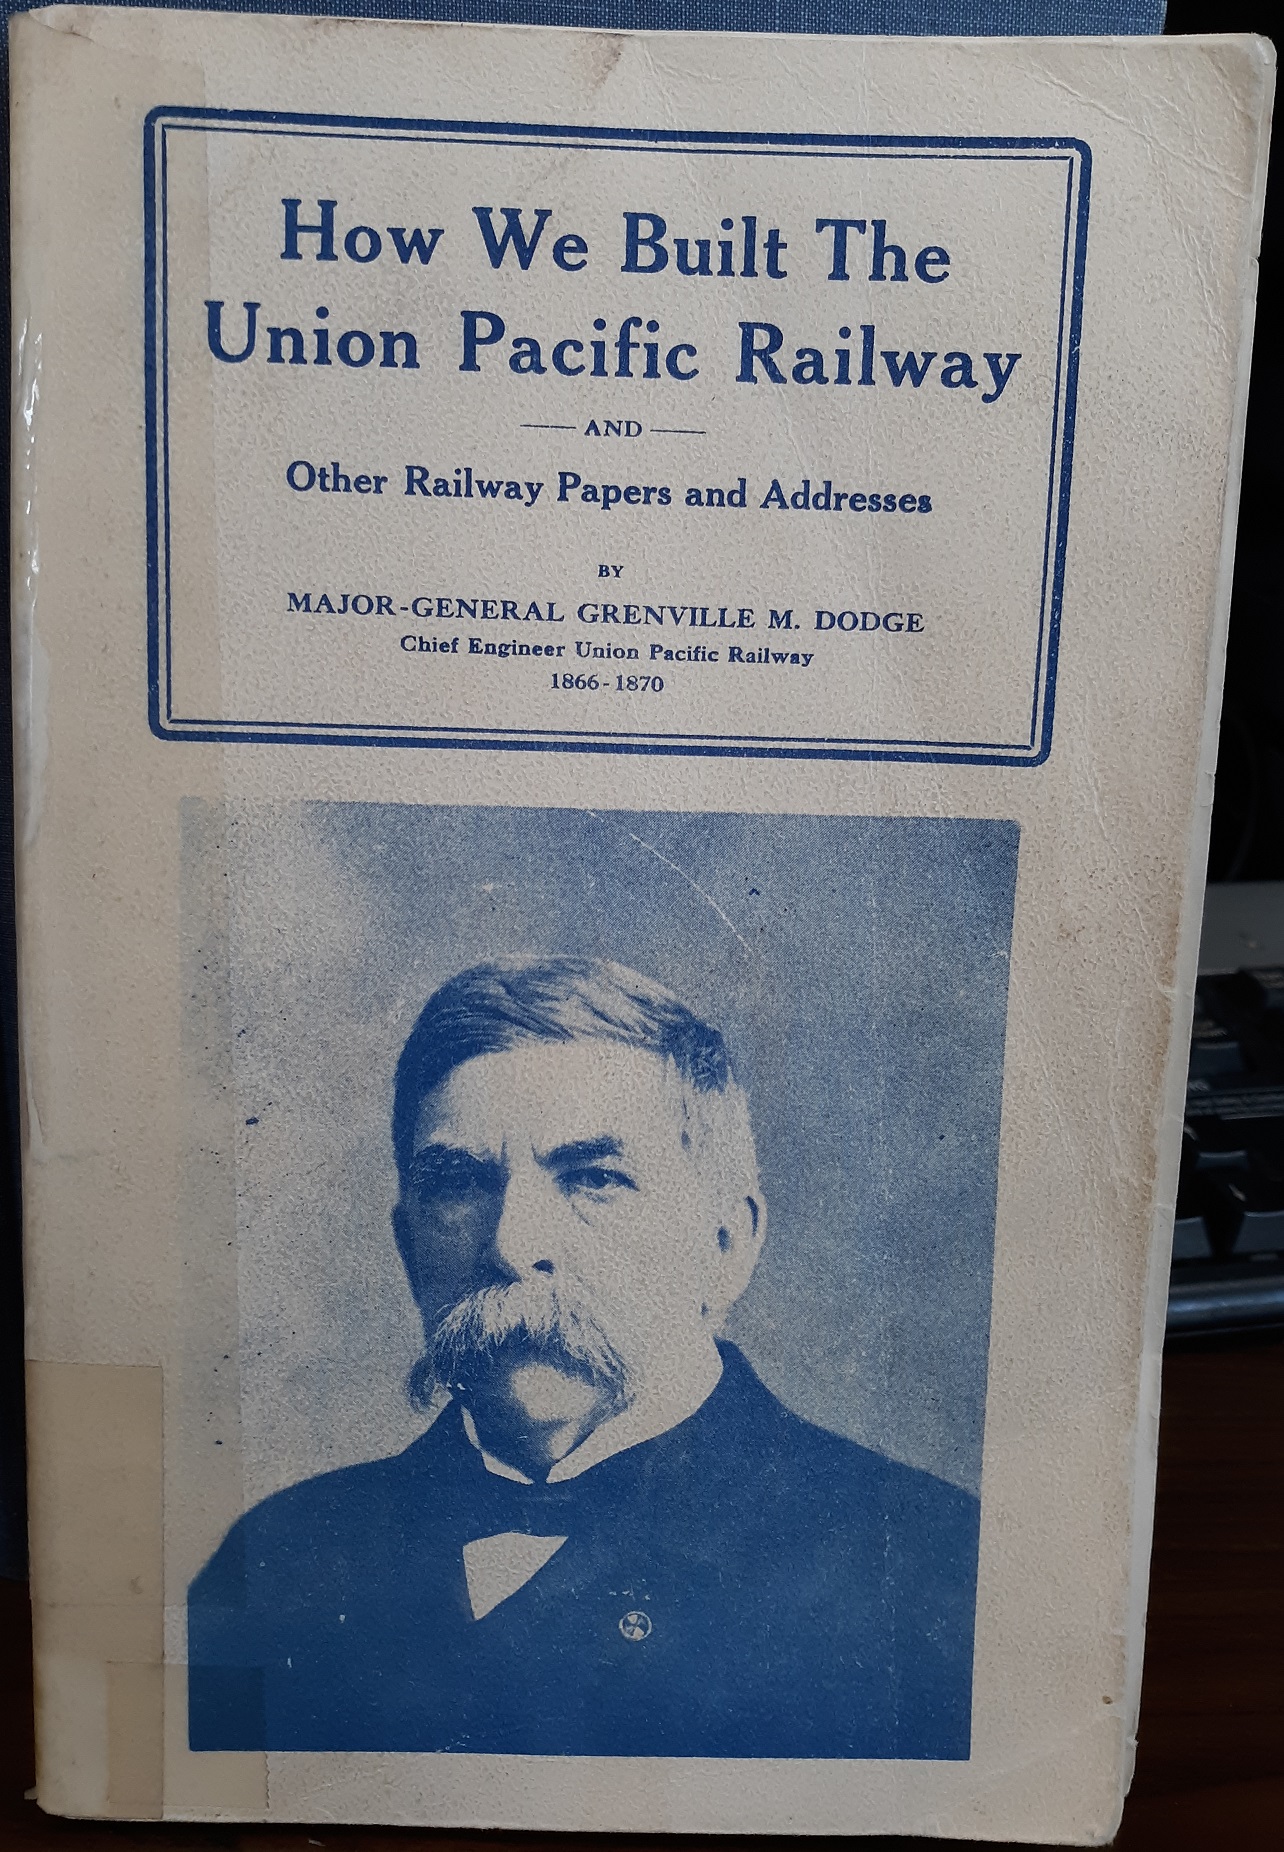 How We Built The
Union Pacific Railway
AND
Other Railway Papers and Addresses
BY
MAJOR-GENERAL GRENVILLE M. DODGE
Chief Engineer Union Pacific Railway
1866-1870